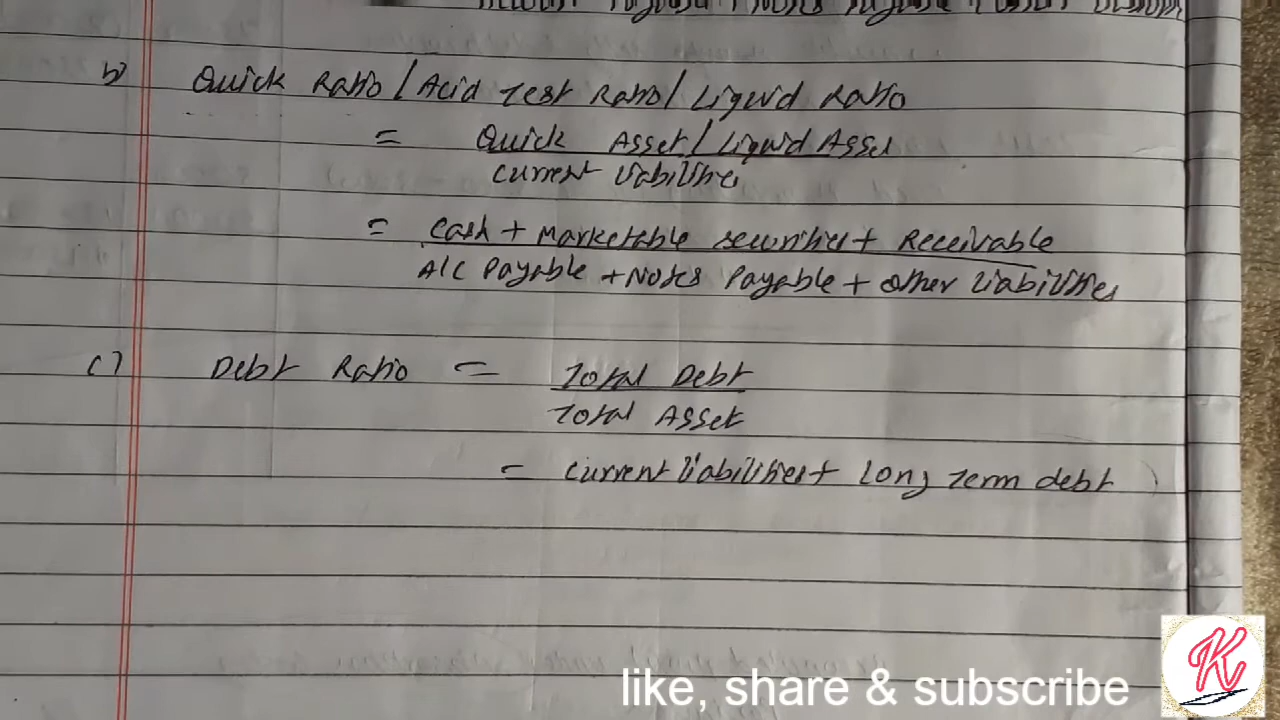 b) Quick Ratio / Acid Test Ratio / Liquid Ratio
= Quick Asset / Liquid Asset
Current liabilities
= Cash + Marketable securities + Receivable
A/C Payable + Notes Payable + Other Liabilities
c) Debt Ratio = Total Debt
Total Asset
= Current liabilities + Long Term debt
like, share & subscribe
K